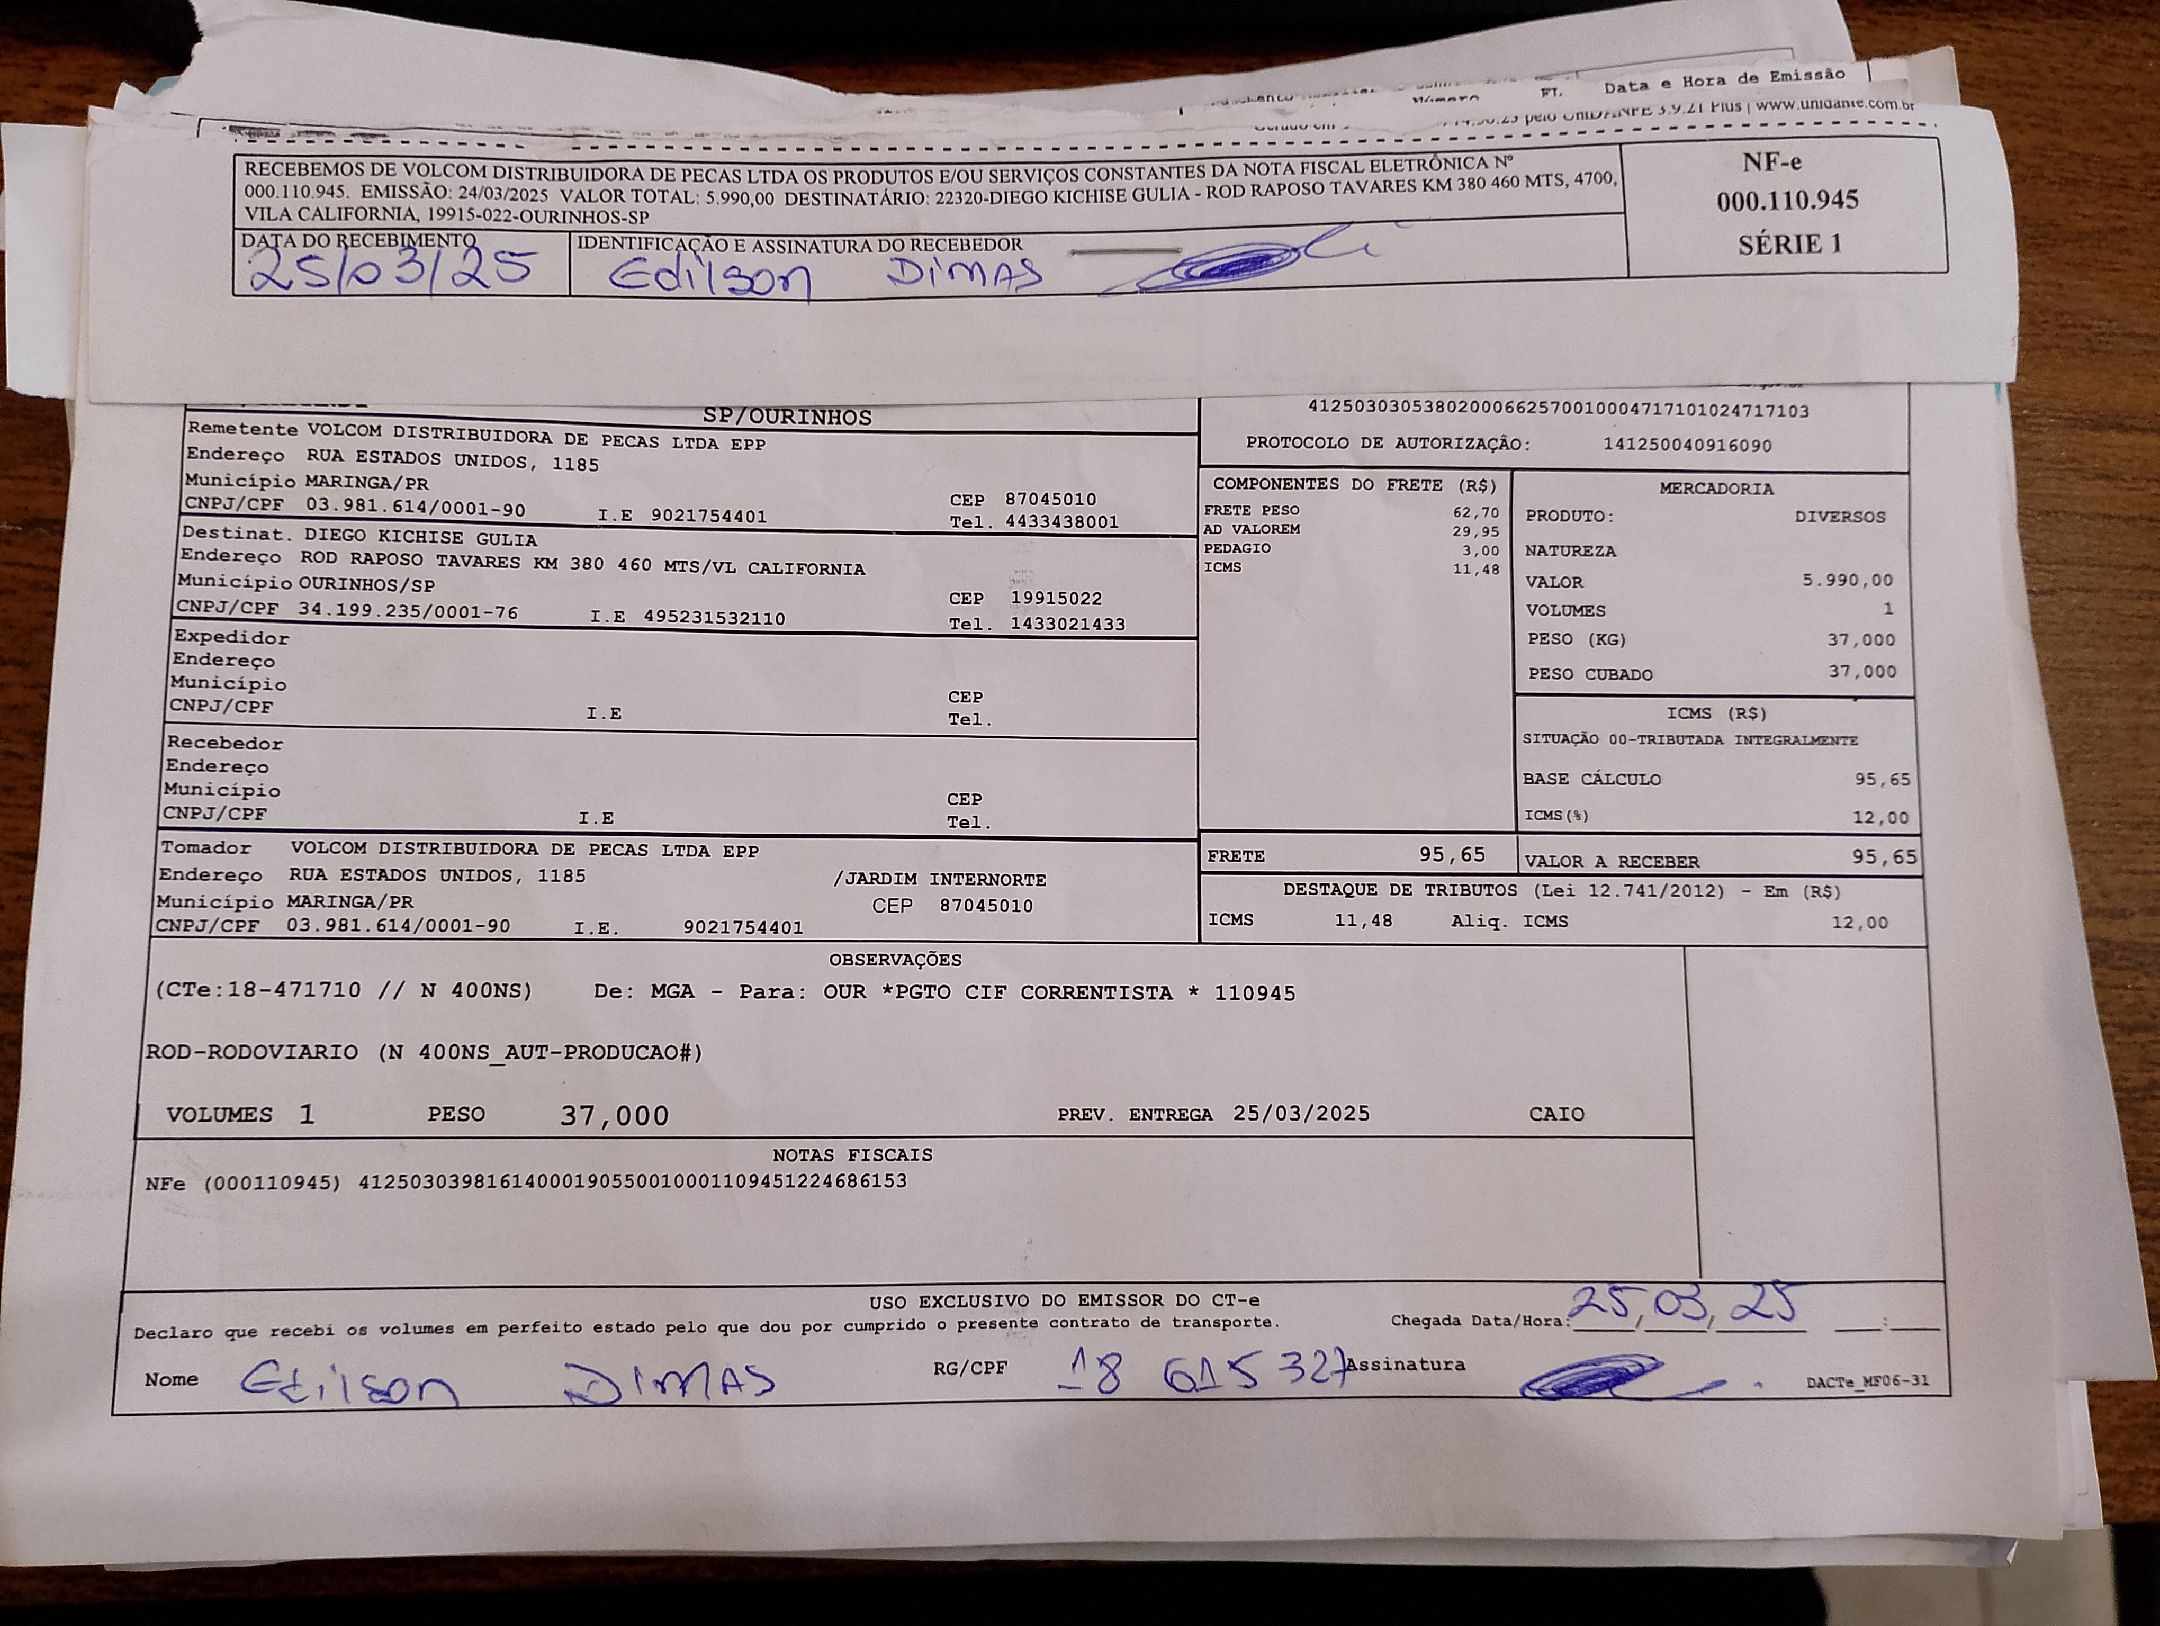 Data e Hora de Emissão
pelo UniDANFE 3.9.21 Plus | www.unidanfe.com.br
RECEBEMOS DE VOLCOM DISTRIBUIDORA DE PECAS LTDA OS PRODUTOS E/OU SERVIÇOS CONSTANTES DA NOTA FISCAL ELETRÔNICA Nº
000.110.945. EMISSÃO: 24/03/2025 VALOR TOTAL: 5.990,00 DESTINATÁRIO: 22320-DIEGO KICHISE GULIA - ROD RAPOSO TAVARES KM 380 460 MTS, 4700,
VILA CALIFORNIA, 19915-022-OURINHOS-SP
NF-e
000.110.945
SÉRIE 1
DATA DO RECEBIMENTO
25/03/25
IDENTIFICAÇÃO E ASSINATURA DO RECEBEDOR
Edilson DIMAS
SP/OURINHOS
Remetente VOLCOM DISTRIBUIDORA DE PECAS LTDA EPP
Endereço RUA ESTADOS UNIDOS, 1185
Município MARINGA/PR CEP 87045010
CNPJ/CPF 03.981.614/0001-90 I.E 9021754401 Tel. 4433438001
Destinat. DIEGO KICHISE GULIA
Endereço ROD RAPOSO TAVARES KM 380 460 MTS/VL CALIFORNIA
Município OURINHOS/SP CEP 19915022
CNPJ/CPF 34.199.235/0001-76 I.E 495231532110 Tel. 1433021433
Expedidor
Endereço
Município CEP
CNPJ/CPF I.E Tel.
Recebedor
Endereço
Município CEP
CNPJ/CPF I.E Tel.
Tomador VOLCOM DISTRIBUIDORA DE PECAS LTDA EPP
Endereço RUA ESTADOS UNIDOS, 1185 /JARDIM INTERNORTE
Município MARINGA/PR CEP 87045010
CNPJ/CPF 03.981.614/0001-90 I.E. 9021754401
41250303053802000662570010004717101024717103
PROTOCOLO DE AUTORIZAÇÃO: 141250040916090
COMPONENTES DO FRETE (R$)
FRETE PESO 62,70
AD VALOREM 29,95
PEDAGIO 3,00
ICMS 11,48
MERCADORIA
PRODUTO: DIVERSOS
NATUREZA
VALOR 5.990,00
VOLUMES 1
PESO (KG) 37,000
PESO CUBADO 37,000
ICMS (R$)
SITUAÇÃO 00-TRIBUTADA INTEGRALMENTE
BASE CÁLCULO 95,65
ICMS(%) 12,00
FRETE 95,65 VALOR A RECEBER 95,65
DESTAQUE DE TRIBUTOS (Lei 12.741/2012) - Em (R$)
ICMS 11,48 Aliq. ICMS 12,00
OBSERVAÇÕES
(CTe:18-471710 // N 400NS) De: MGA - Para: OUR *PGTO CIF CORRENTISTA * 110945
ROD-RODOVIARIO (N 400NS_AUT-PRODUCAO#)
VOLUMES 1 PESO 37,000 PREV. ENTREGA 25/03/2025 CAIO
NOTAS FISCAIS
NFe (000110945) 41250303981614000190550010001109451224686153
USO EXCLUSIVO DO EMISSOR DO CT-e
Declaro que recebi os volumes em perfeito estado pelo que dou por cumprido o presente contrato de transporte. Chegada Data/Hora: 25/03/25 __:__
Nome Edilson DIMAS RG/CPF 18 615 327 Assinatura
DACTe_MF06-31